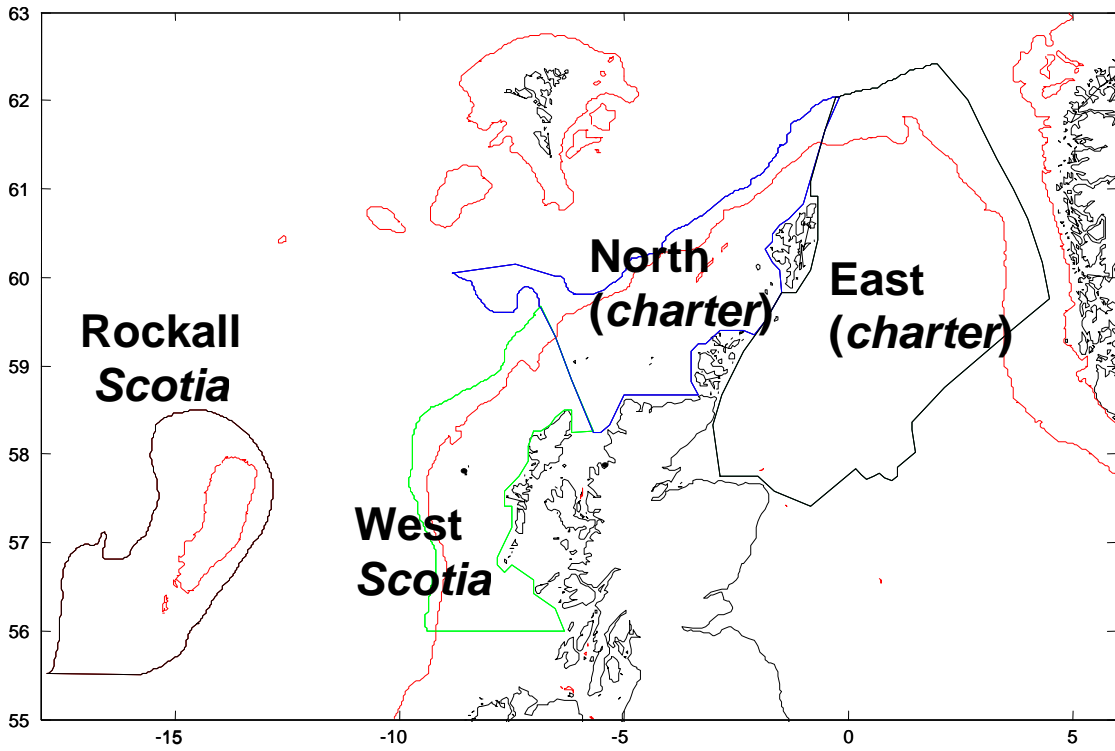 63
62
61
60
59
58
57
56
55
North
(charter)
East
(charter)
Rockall
Scotia
West
Scotia
-15
-10
-5
0
5